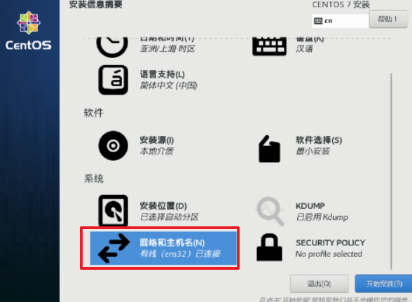 安装信息摘要
CENTOS 7 安装
cn
帮助!
CentOS
日期和时间(T)
亚洲/上海 时区
键盘(K)
汉语
语言支持(L)
简体中文 (中国)
软件
安装源(I)
本地介质
软件选择(S)
最小安装
系统
安装位置(D)
已选择自动分区
KDUMP
已启用 Kdump
网络和主机名(N)
有线 (ens32) 已连接
SECURITY POLICY
No profile selected
退出(Q)
开始安装(B)